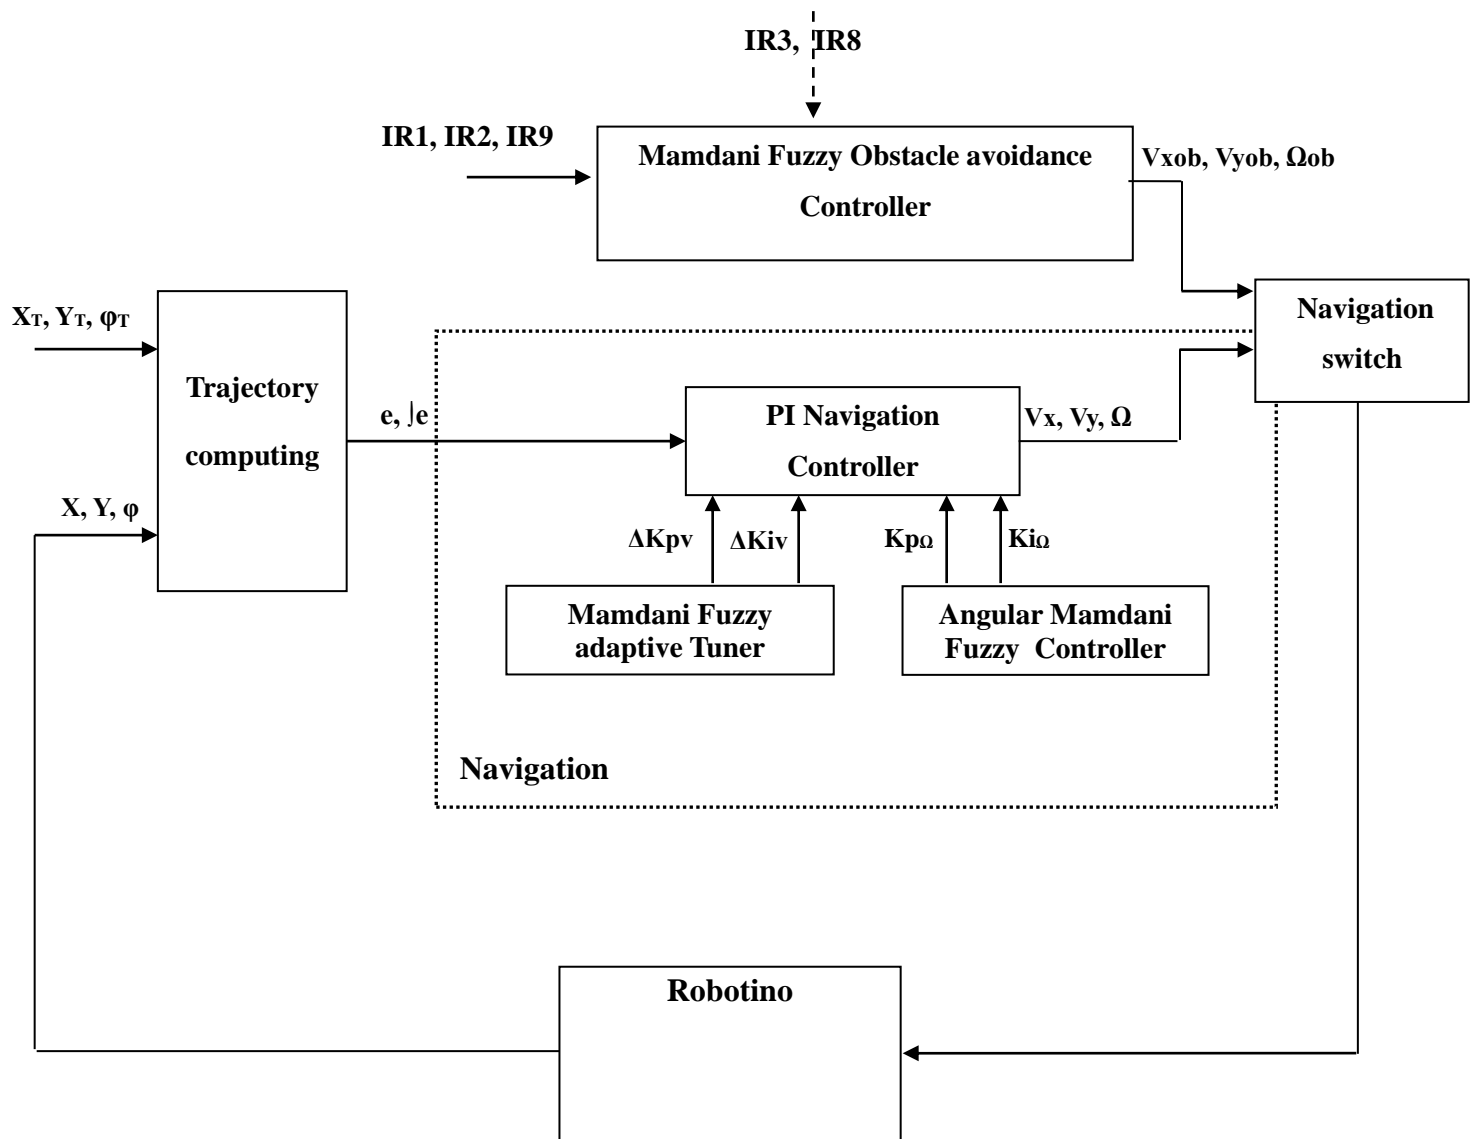 IR3, IR8
IR1, IR2, IR9
Mamdani Fuzzy Obstacle avoidance
Controller
Vxob, Vyob, Ωob
XT, YT, φT
Navigation
switch
Trajectory
computing
e, ∫e
PI Navigation
Controller
Vx, Vy, Ω
X, Y, φ
ΔKpv
ΔKiv
KpΩ
KiΩ
Mamdani Fuzzy
adaptive Tuner
Angular Mamdani
Fuzzy Controller
Navigation
Robotino